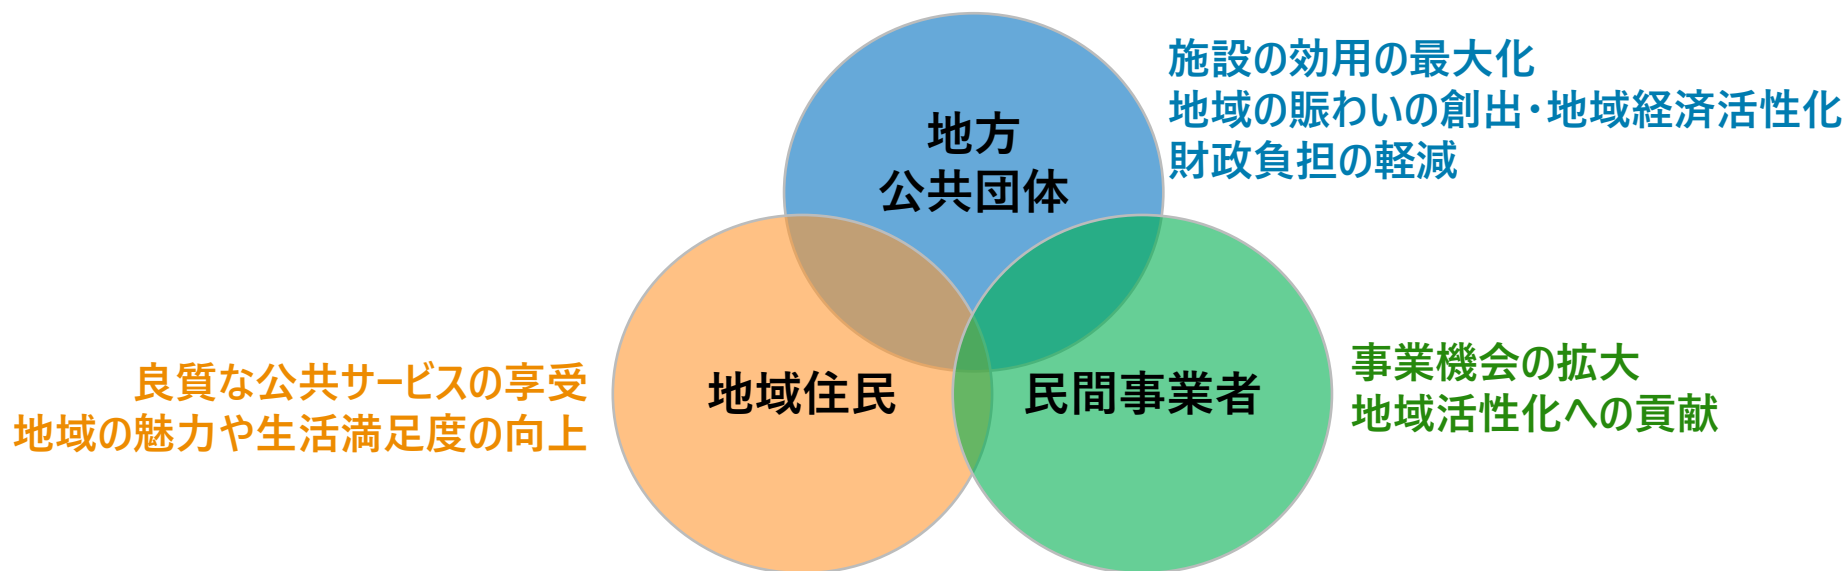 地方
公共団体
施設の効用の最大化
地域の賑わいの創出・地域経済活性化
財政負担の軽減
地域住民
良質な公共サービスの享受
地域の魅力や生活満足度の向上
民間事業者
事業機会の拡大
地域活性化への貢献